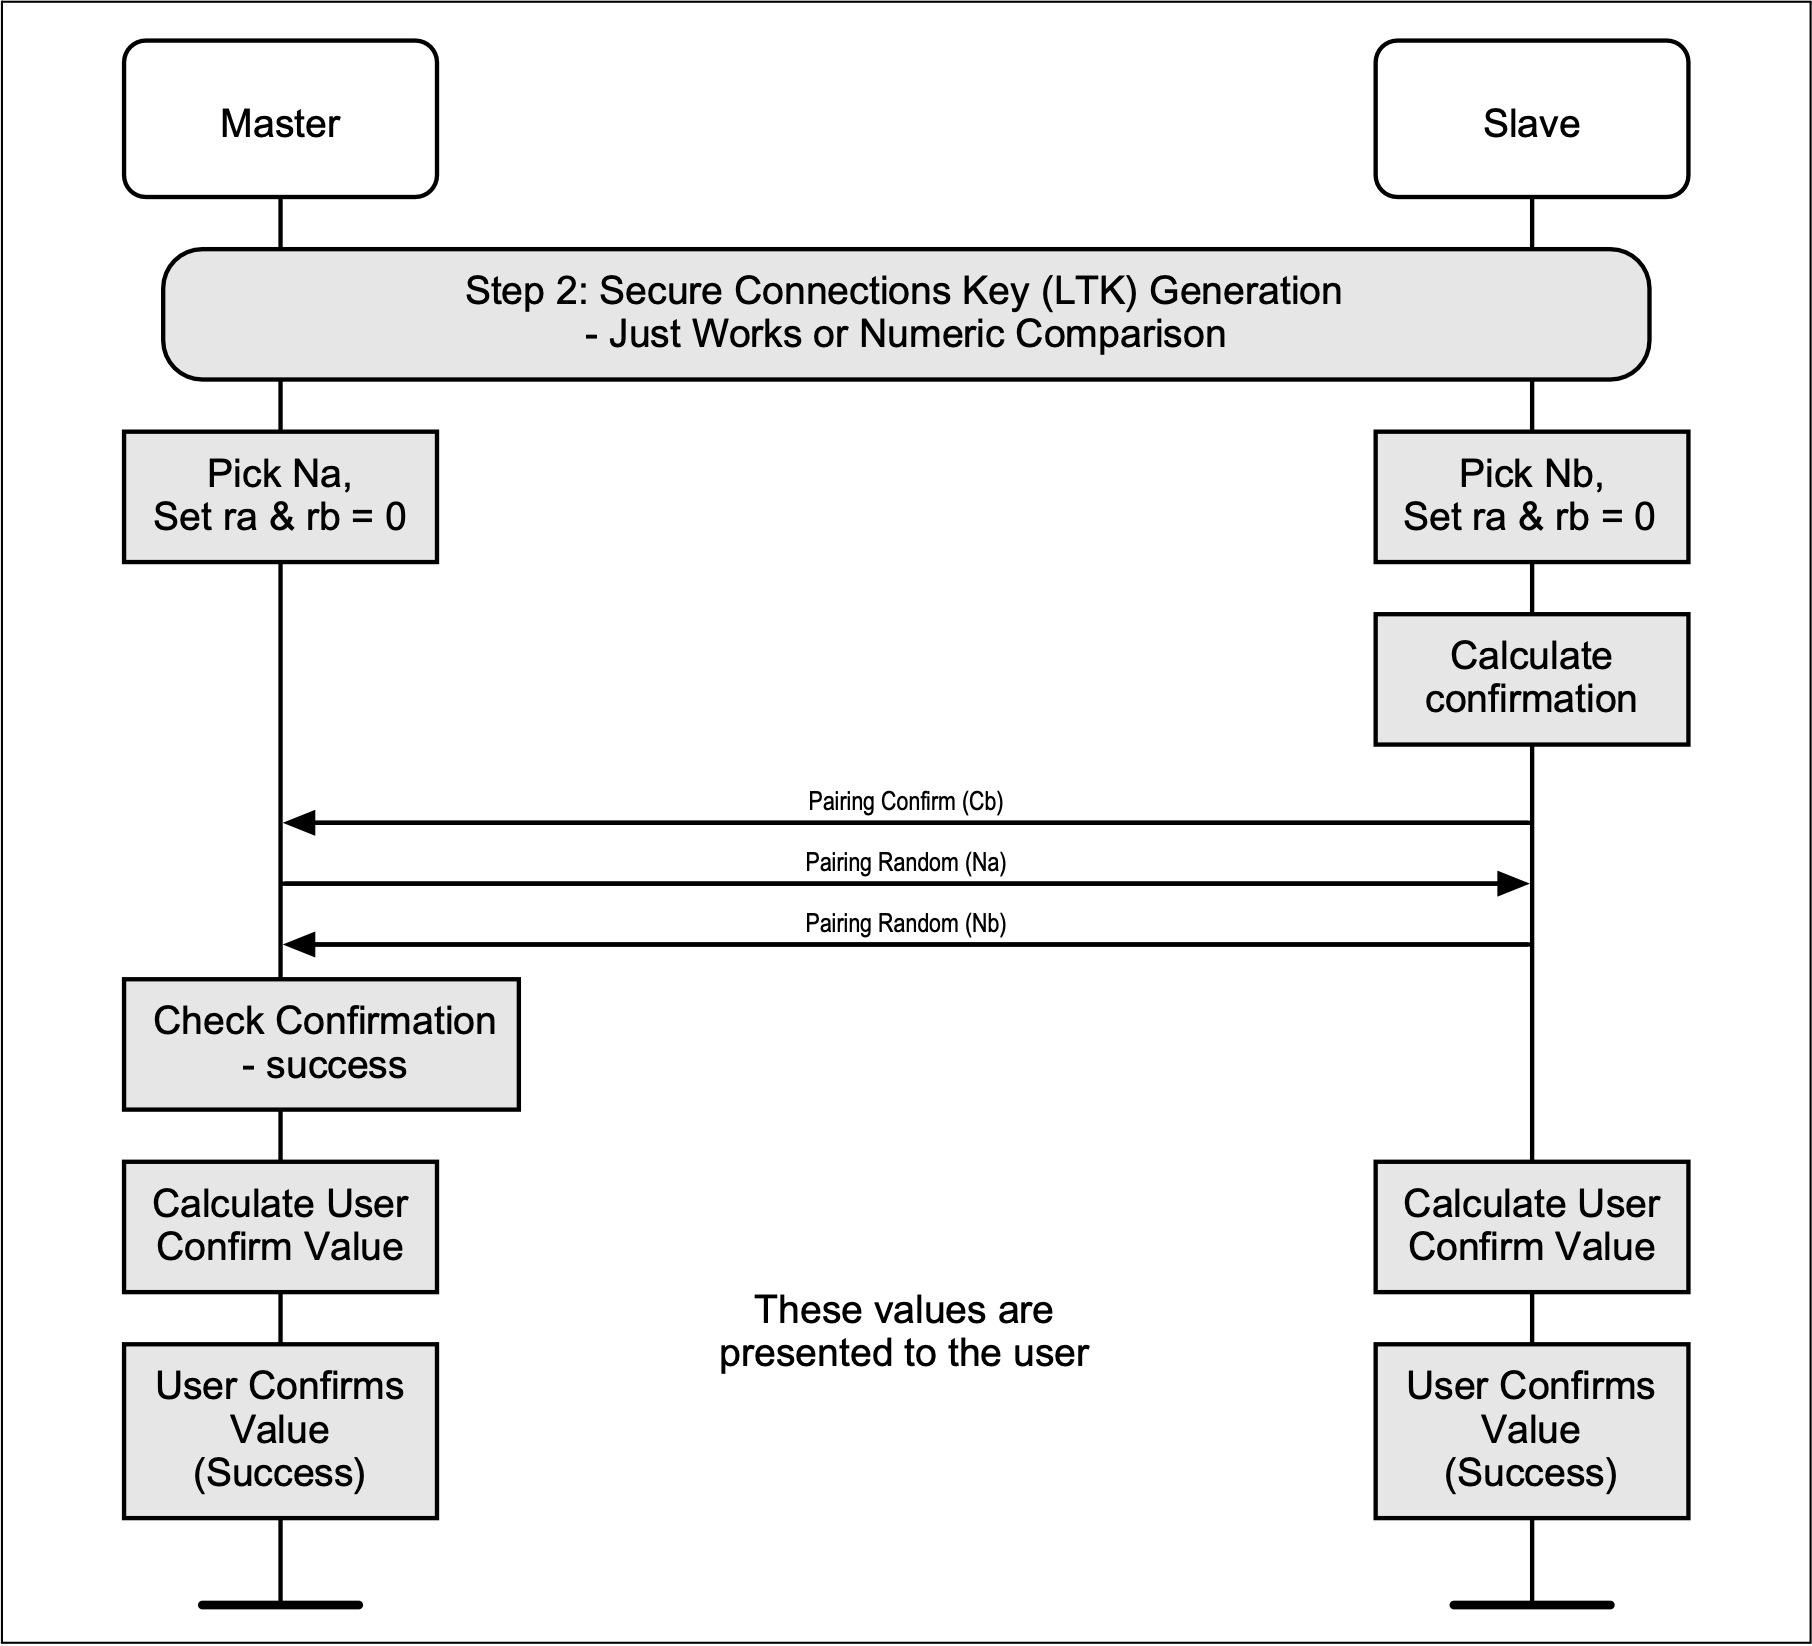 Master
Slave
Step 2: Secure Connections Key (LTK) Generation
- Just Works or Numeric Comparison
Pick Na,
Set ra & rb = 0
Pick Nb,
Set ra & rb = 0
Calculate
confirmation
Pairing Confirm (Cb)
Pairing Random (Na)
Pairing Random (Nb)
Check Confirmation
- success
Calculate User
Confirm Value
Calculate User
Confirm Value
These values are
presented to the user
User Confirms
Value
(Success)
User Confirms
Value
(Success)